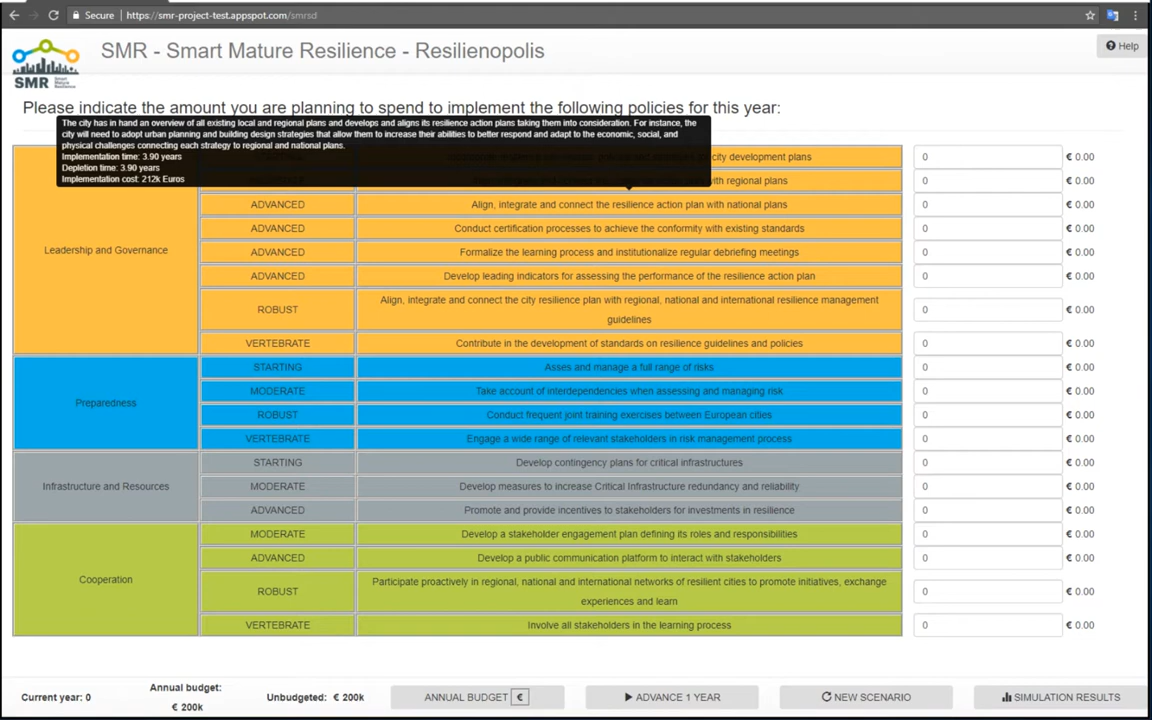 Secure https://smr-project-test.appspot.com/smrsd
SMR - Smart Mature Resilience - Resilienopolis
Help
SMR Smart Mature Resilience
Please indicate the amount you are planning to spend to implement the following policies for this year:
The city has in hand an overview of all existing local and regional plans and develops and aligns its resilience action plans taking them into consideration. For instance, the
city will need to adopt urban planning and building design strategies that allow them to increase their abilities to better respond and adapt to the economic, social, and
physical challenges connecting each strategy to regional and national plans.
Implementation time: 3.90 years
Depletion time: 3.90 years
Implementation cost: 212k Euros
city development plans 0 € 0.00
with regional plans 0 € 0.00
ADVANCED Align, integrate and connect the resilience action plan with national plans 0 € 0.00
ADVANCED Conduct certification processes to achieve the conformity with existing standards 0 € 0.00
Leadership and Governance
ADVANCED Formalize the learning process and institutionalize regular debriefing meetings 0 € 0.00
ADVANCED Develop leading indicators for assessing the performance of the resilience action plan 0 € 0.00
ROBUST Align, integrate and connect the city resilience plan with regional, national and international resilience management
guidelines 0 € 0.00
VERTEBRATE Contribute in the development of standards on resilience guidelines and policies 0 € 0.00
STARTING Asses and manage a full range of risks 0 € 0.00
MODERATE Take account of interdependencies when assessing and managing risk 0 € 0.00
Preparedness
ROBUST Conduct frequent joint training exercises between European cities 0 € 0.00
VERTEBRATE Engage a wide range of relevant stakeholders in risk management process 0 € 0.00
STARTING Develop contingency plans for critical infrastructures 0 € 0.00
Infrastructure and Resources MODERATE Develop measures to increase Critical Infrastructure redundancy and reliability 0 € 0.00
ADVANCED Promote and provide incentives to stakeholders for investments in resilience 0 € 0.00
MODERATE Develop a stakeholder engagement plan defining its roles and responsibilities 0 € 0.00
ADVANCED Develop a public communication platform to interact with stakeholders 0 € 0.00
Cooperation
ROBUST Participate proactively in regional, national and international networks of resilient cities to promote initiatives, exchange
experiences and learn 0 € 0.00
VERTEBRATE Involve all stakeholders in the learning process 0 € 0.00
Current year: 0
Annual budget:
€ 200k
Unbudgeted: € 200k
ANNUAL BUDGET €
ADVANCE 1 YEAR
NEW SCENARIO
SIMULATION RESULTS